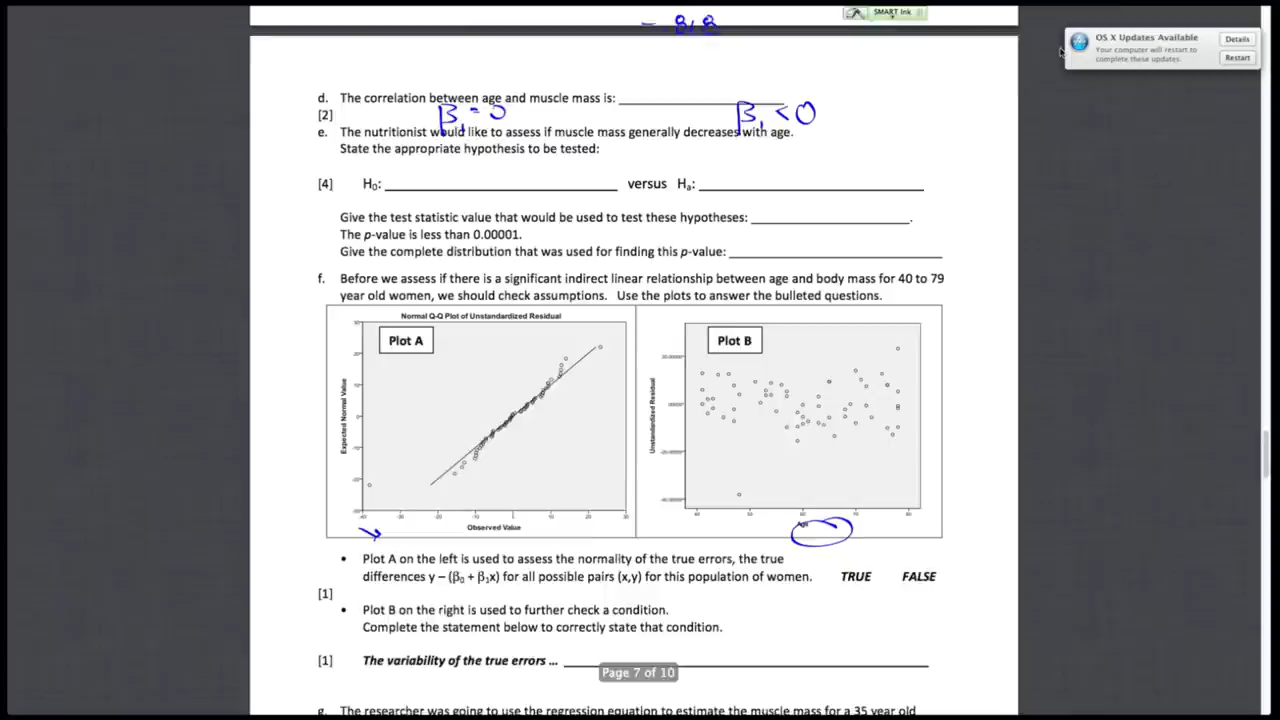 = 8.8
SMART Ink
OS X Updates Available
Your computer will restart to
complete these updates.
Details
Restart
d. The correlation between age and muscle mass is: ____________
[2]
β₁ = 0
β₁ < 0
e. The nutritionist would like to assess if muscle mass generally decreases with age.
State the appropriate hypothesis to be tested:
[4] H₀: ____________ versus Hₐ: ____________
Give the test statistic value that would be used to test these hypotheses: ____________.
The p-value is less than 0.00001.
Give the complete distribution that was used for finding this p-value: ____________
f. Before we assess if there is a significant indirect linear relationship between age and body mass for 40 to 79
year old women, we should check assumptions. Use the plots to answer the bulleted questions.
Normal Q-Q Plot of Unstandardized Residual
Plot A
Expected Normal Value
Observed Value
Plot B
Unstandardized Residual
• Plot A on the left is used to assess the normality of the true errors, the true
differences y – (β₀ + β₁x) for all possible pairs (x,y) for this population of women. TRUE FALSE
[1]
• Plot B on the right is used to further check a condition.
Complete the statement below to correctly state that condition.
[1] The variability of the true errors ... ____________
Page 7 of 10
g. The researcher was going to use the regression equation to estimate the muscle mass for a 35 year old